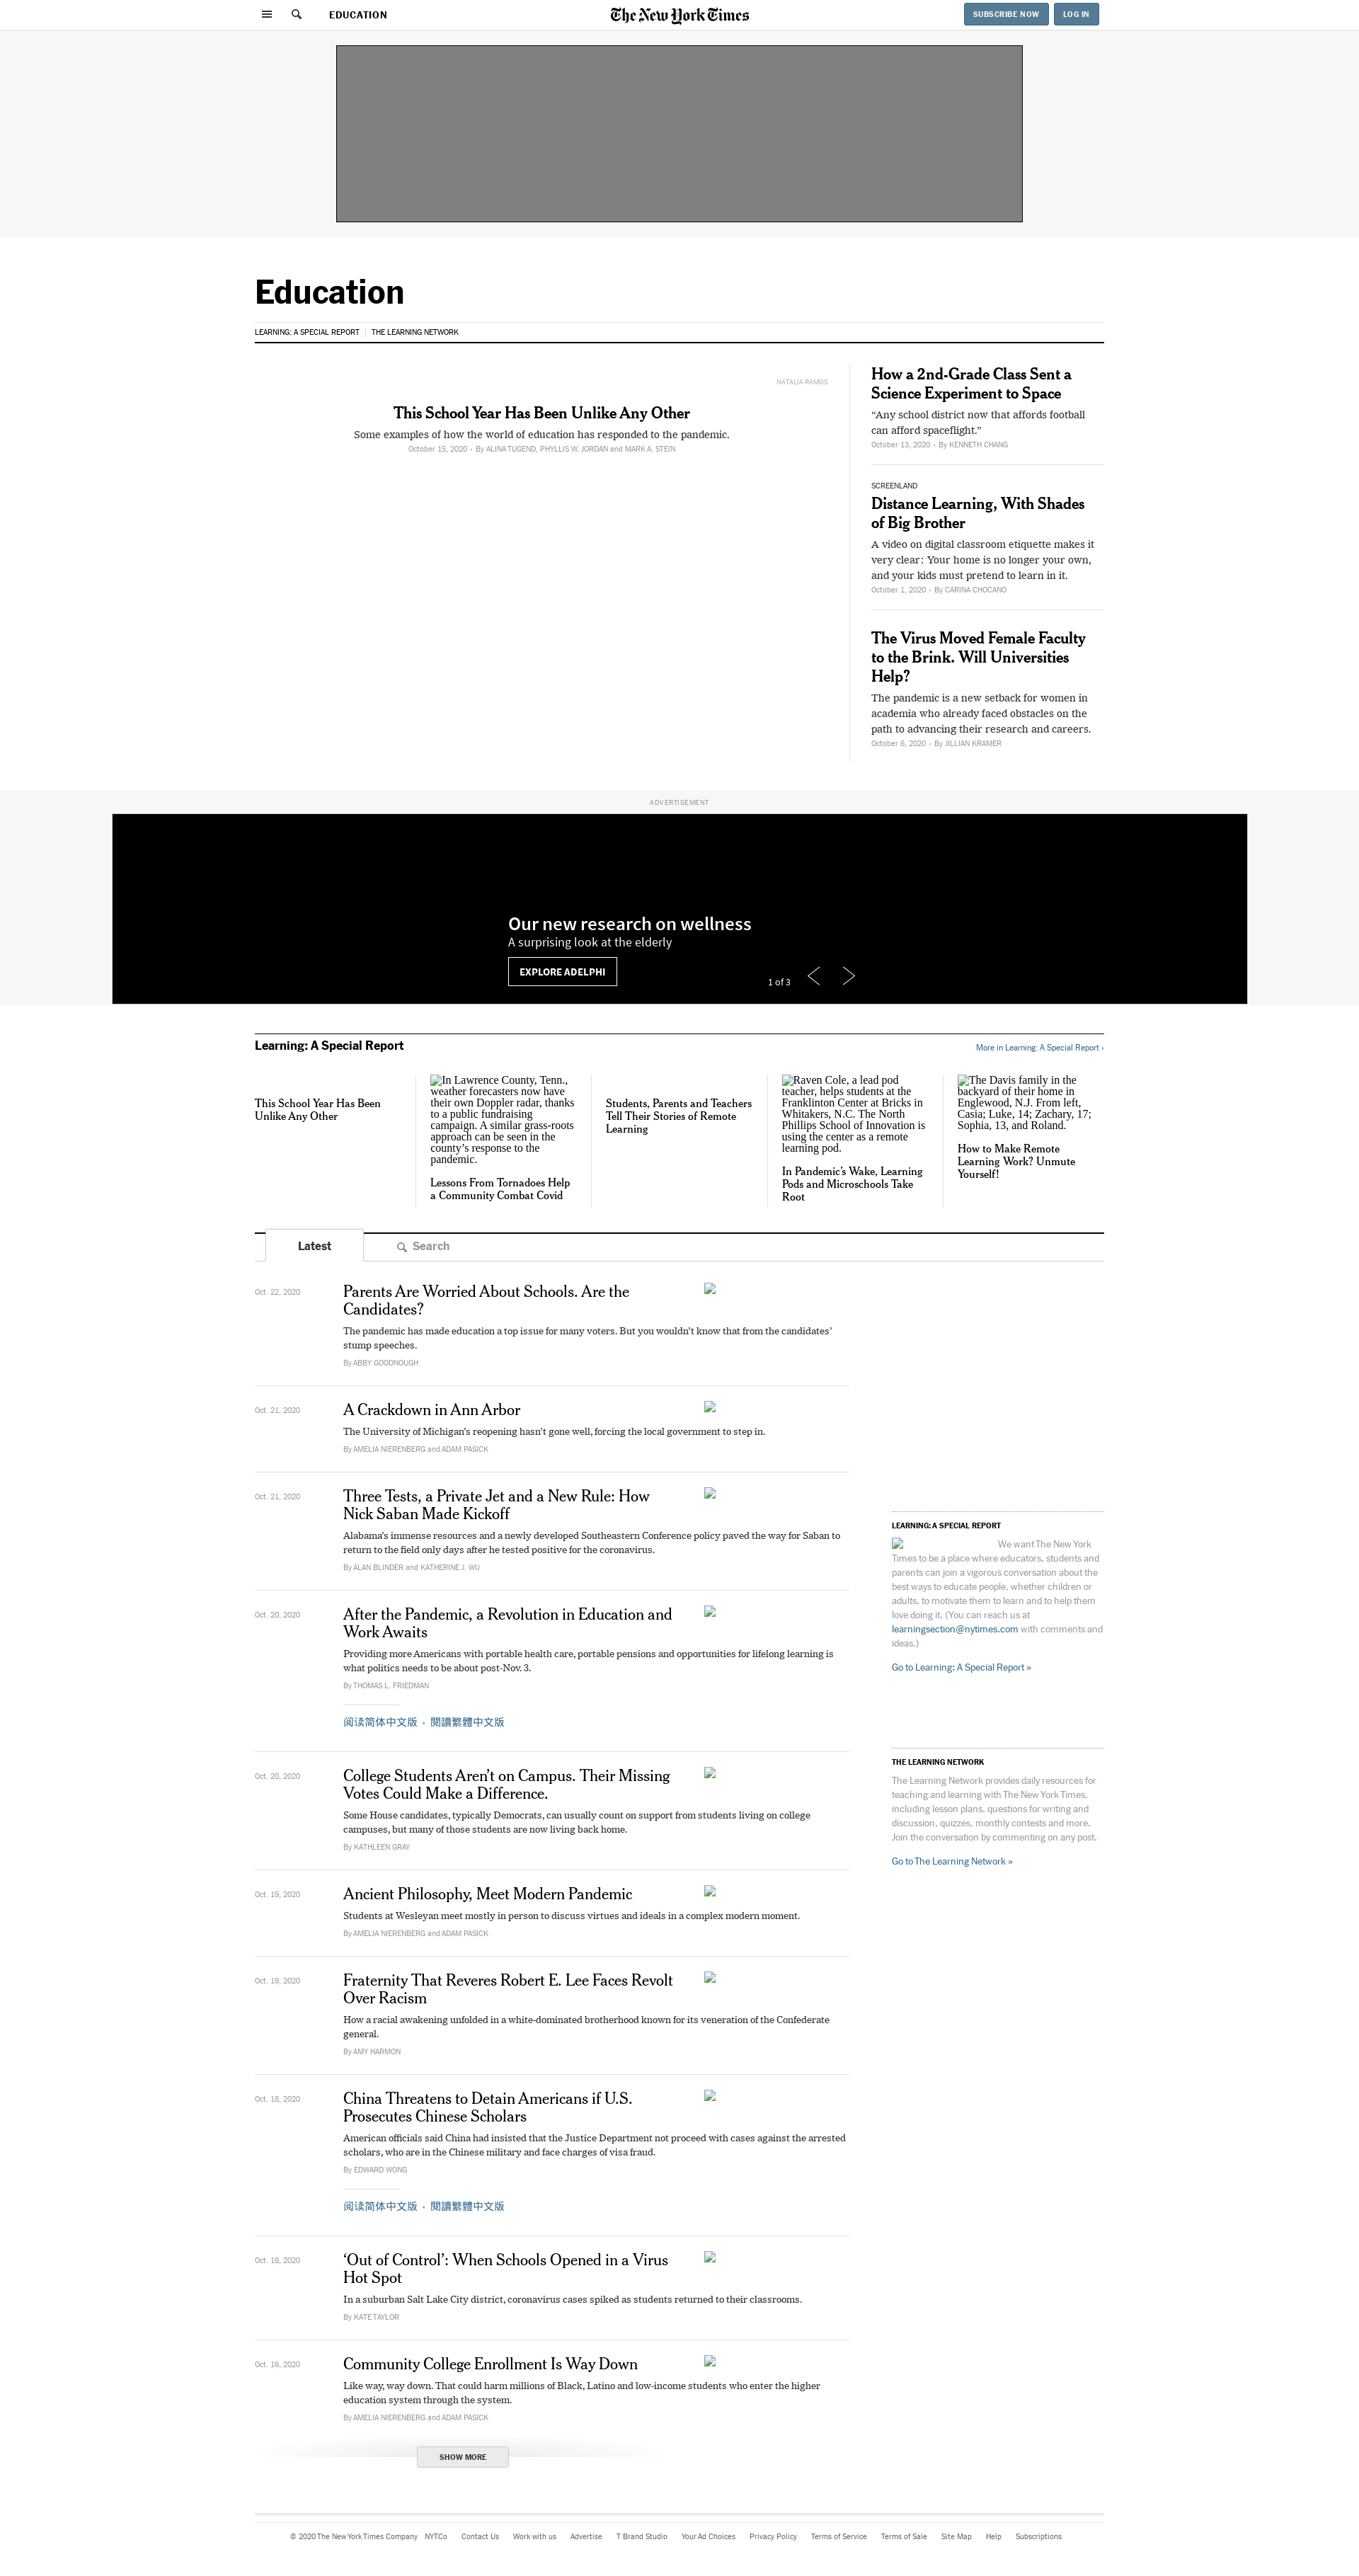 EDUCATION
The New York Times
SUBSCRIBE NOW
LOG IN
Education
LEARNING: A SPECIAL REPORT
THE LEARNING NETWORK
NATALIA RAMOS
This School Year Has Been Unlike Any Other
Some examples of how the world of education has responded to the pandemic.
October 15, 2020 • By ALINA TUGEND, PHYLLIS W. JORDAN and MARK A. STEIN
How a 2nd-Grade Class Sent a
Science Experiment to Space
“Any school district now that affords football
can afford spaceflight.”
October 13, 2020 • By KENNETH CHANG
SCREENLAND
Distance Learning, With Shades
of Big Brother
A video on digital classroom etiquette makes it
very clear: Your home is no longer your own,
and your kids must pretend to learn in it.
October 1, 2020 • By CARINA CHOCANO
The Virus Moved Female Faculty
to the Brink. Will Universities
Help?
The pandemic is a new setback for women in
academia who already faced obstacles on the
path to advancing their research and careers.
October 6, 2020 • By JILLIAN KRAMER
ADVERTISEMENT
Our new research on wellness
A surprising look at the elderly
EXPLORE ADELPHI
1 of 3
Learning: A Special Report
More in Learning: A Special Report ›
This School Year Has Been
Unlike Any Other
In Lawrence County, Tenn.,
weather forecasters now have
their own Doppler radar, thanks
to a public fundraising
campaign. A similar grass-roots
approach can be seen in the
county’s response to the
pandemic.
Lessons From Tornadoes Help
a Community Combat Covid
Students, Parents and Teachers
Tell Their Stories of Remote
Learning
Raven Cole, a lead pod
teacher, helps students at the
Franklinton Center at Bricks in
Whitakers, N.C. The North
Phillips School of Innovation is
using the center as a remote
learning pod.
In Pandemic’s Wake, Learning
Pods and Microschools Take
Root
The Davis family in the
backyard of their home in
Englewood, N.J. From left,
Casia; Luke, 14; Zachary, 17;
Sophia, 13, and Roland.
How to Make Remote
Learning Work? Unmute
Yourself!
Latest
Search
Oct. 22, 2020
Parents Are Worried About Schools. Are the
Candidates?
The pandemic has made education a top issue for many voters. But you wouldn’t know that from the candidates’
stump speeches.
By ABBY GOODNOUGH
Oct. 21, 2020
A Crackdown in Ann Arbor
The University of Michigan’s reopening hasn’t gone well, forcing the local government to step in.
By AMELIA NIERENBERG and ADAM PASICK
Oct. 21, 2020
Three Tests, a Private Jet and a New Rule: How
Nick Saban Made Kickoff
Alabama’s immense resources and a newly developed Southeastern Conference policy paved the way for Saban to
return to the field only days after he tested positive for the coronavirus.
By ALAN BLINDER and KATHERINE J. WU
Oct. 20, 2020
After the Pandemic, a Revolution in Education and
Work Awaits
Providing more Americans with portable health care, portable pensions and opportunities for lifelong learning is
what politics needs to be about post-Nov. 3.
By THOMAS L. FRIEDMAN
阅读简体中文版 • 閱讀繁體中文版
Oct. 20, 2020
College Students Aren’t on Campus. Their Missing
Votes Could Make a Difference.
Some House candidates, typically Democrats, can usually count on support from students living on college
campuses, but many of those students are now living back home.
By KATHLEEN GRAY
Oct. 19, 2020
Ancient Philosophy, Meet Modern Pandemic
Students at Wesleyan meet mostly in person to discuss virtues and ideals in a complex modern moment.
By AMELIA NIERENBERG and ADAM PASICK
Oct. 19, 2020
Fraternity That Reveres Robert E. Lee Faces Revolt
Over Racism
How a racial awakening unfolded in a white-dominated brotherhood known for its veneration of the Confederate
general.
By AMY HARMON
Oct. 18, 2020
China Threatens to Detain Americans if U.S.
Prosecutes Chinese Scholars
American officials said China had insisted that the Justice Department not proceed with cases against the arrested
scholars, who are in the Chinese military and face charges of visa fraud.
By EDWARD WONG
阅读简体中文版 • 閱讀繁體中文版
Oct. 18, 2020
‘Out of Control’: When Schools Opened in a Virus
Hot Spot
In a suburban Salt Lake City district, coronavirus cases spiked as students returned to their classrooms.
By KATE TAYLOR
Oct. 16, 2020
Community College Enrollment Is Way Down
Like way, way down. That could harm millions of Black, Latino and low-income students who enter the higher
education system through the system.
By AMELIA NIERENBERG and ADAM PASICK
SHOW MORE
LEARNING: A SPECIAL REPORT
We want The New York
Times to be a place where educators, students and
parents can join a vigorous conversation about the
best ways to educate people, whether children or
adults, to motivate them to learn and to help them
love doing it. (You can reach us at
learningsection@nytimes.com with comments and
ideas.)
Go to Learning: A Special Report »
THE LEARNING NETWORK
The Learning Network provides daily resources for
teaching and learning with The New York Times,
including lesson plans, questions for writing and
discussion, quizzes, monthly contests and more.
Join the conversation by commenting on any post.
Go to The Learning Network »
© 2020 The New York Times Company NYTCo Contact Us Work with us Advertise T Brand Studio Your Ad Choices Privacy Policy Terms of Service Terms of Sale Site Map Help Subscriptions